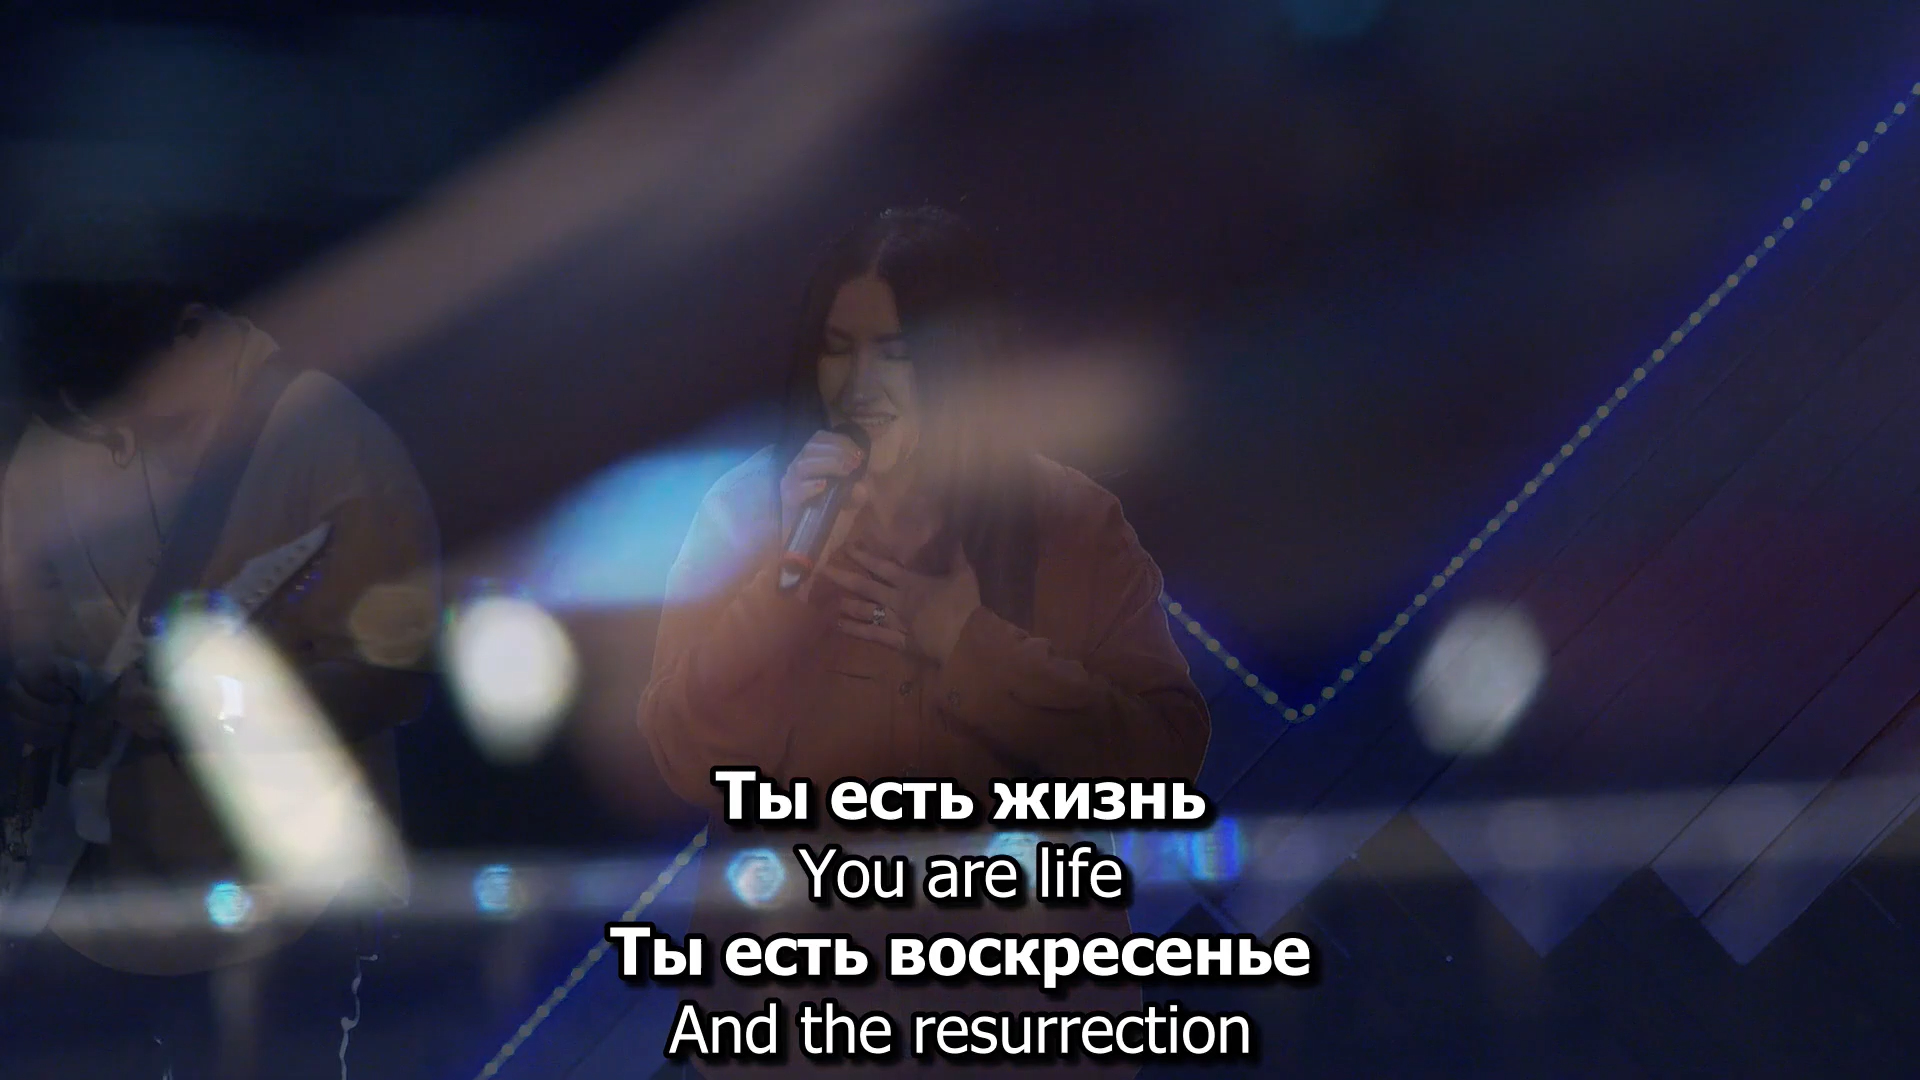 Ты есть жизнь
You are life
Ты есть воскресенье
And the resurrection